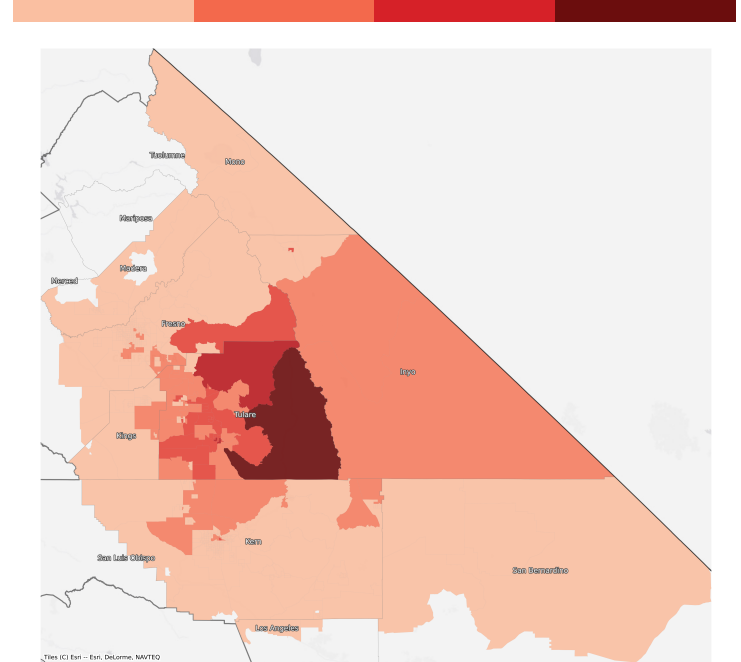 Tuolumne
Mono
Mariposa
Madera
Merced
Fresno
Inyo
Tulare
Kings
Kern
San Luis Obispo
San Bernardino
Los Angeles
Tiles (C) Esri -- Esri, DeLorme, NAVTEQ